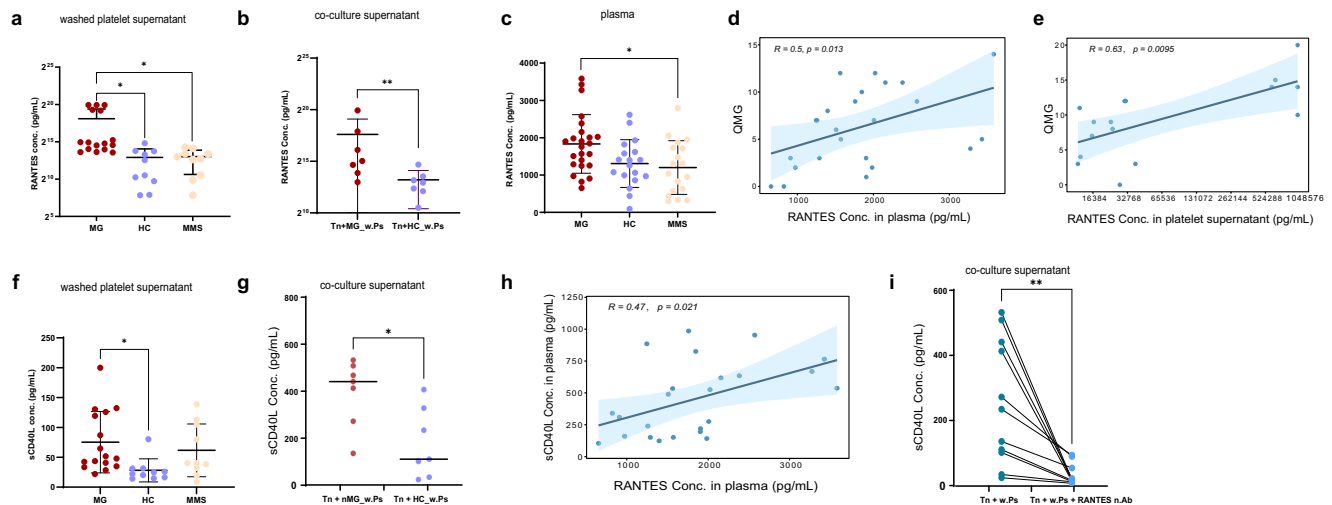 a
washed platelet supernatant
RANTES Conc. (pg/mL)
2^25
2^20
2^15
2^10
2^5
*
*
MG HC MMS
b
co-culture supernatant
RANTES Conc. (pg/mL)
2^25
2^20
2^15
2^10
**
Tn+MG_w.Ps Tn+HC_w.Ps
c
plasma
RANTES Conc. (pg/mL)
4000
3000
2000
1000
0
*
MG HC MMS
d
R = 0.5, p = 0.013
QMG
15
10
5
0
1000 2000 3000
RANTES Conc. in plasma (pg/mL)
e
R = 0.63, p = 0.0095
QMG
20
15
10
5
0
16384 32768 65536 131072 262144 524288 1048576
RANTES Conc. in platelet supernatant (pg/mL)
f
washed platelet supernatant
sCD40L conc. (pg/mL)
250
200
150
100
50
0
*
MG HC MMS
g
co-culture supernatant
sCD40L Conc. (pg/mL)
800
600
400
200
0
*
Tn + nMG_w.Ps Tn + HC_w.Ps
h
R = 0.47, p = 0.021
sCD40L Conc. in plasma (pg/mL)
1250
1000
750
500
250
0
1000 2000 3000
RANTES Conc. in plasma (pg/mL)
i
co-culture supernatant
sCD40L Conc. (pg/mL)
600
400
200
0
**
Tn + w.Ps Tn + w.Ps + RANTES n.Ab